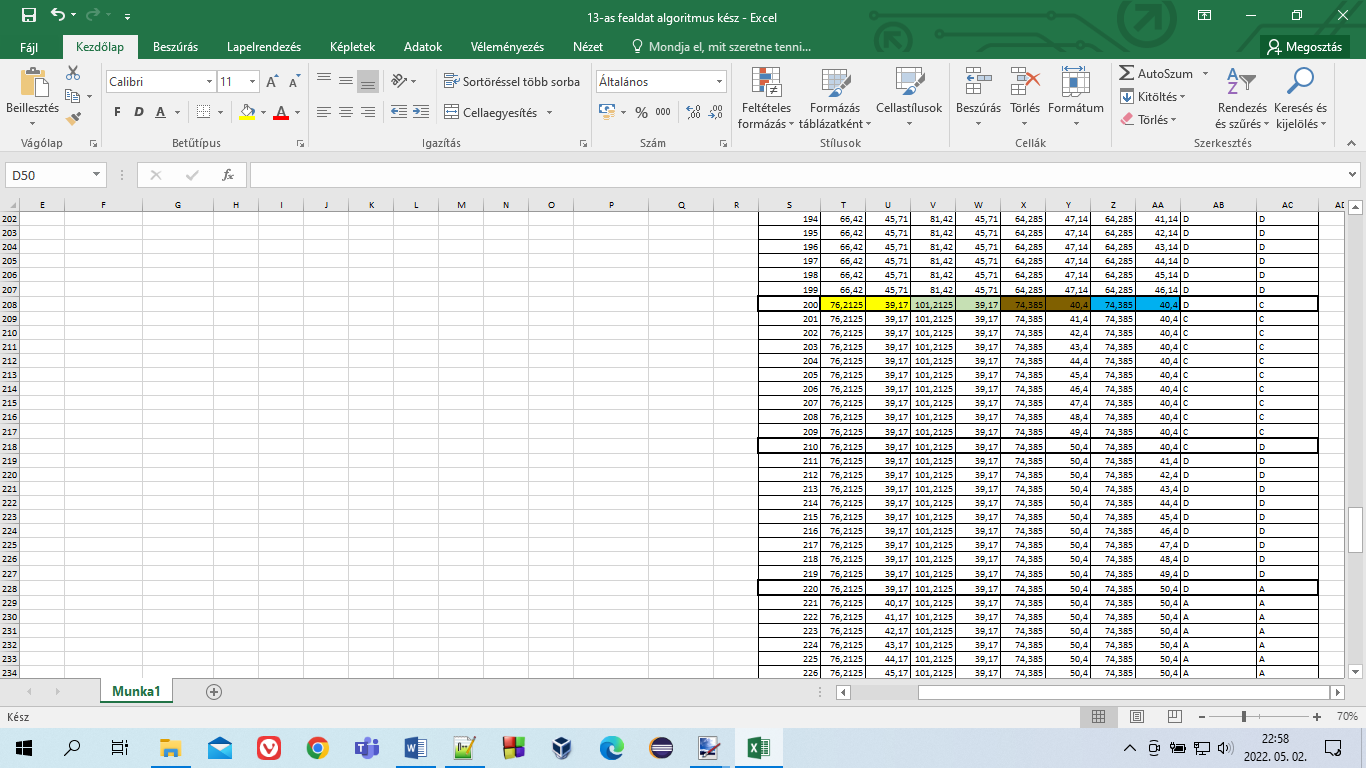 13-as fealdat algoritmus kész - Excel
Fájl Kezdőlap Beszúrás Lapelrendezés Képletek Adatok Véleményezés Nézet Mondja el, mit szeretne tenni... Megosztás
Beillesztés
Calibri 11
F D A
Sortöréssel több sorba
Cellaegyesítés
Általános
% 000
Feltételes formázás
Formázás táblázatként
Cellastílusok
Beszúrás Törlés Formátum
AutoSzum
Kitöltés
Törlés
Rendezés és szűrés
Keresés és kijelölés
Vágólap Betűtípus Igazítás Szám Stílusok Cellák Szerkesztés
D50 fx
E F G H I J K L M N O P Q R S T U V W X Y Z AA AB AC
202 194 66,42 45,71 81,42 45,71 64,285 47,14 64,285 41,14 D D
203 195 66,42 45,71 81,42 45,71 64,285 47,14 64,285 42,14 D D
204 196 66,42 45,71 81,42 45,71 64,285 47,14 64,285 43,14 D D
205 197 66,42 45,71 81,42 45,71 64,285 47,14 64,285 44,14 D D
206 198 66,42 45,71 81,42 45,71 64,285 47,14 64,285 45,14 D D
207 199 66,42 45,71 81,42 45,71 64,285 47,14 64,285 46,14 D D
208 200 76,2125 39,17 101,2125 39,17 74,385 40,4 74,385 40,4 D C
209 201 76,2125 39,17 101,2125 39,17 74,385 41,4 74,385 40,4 C C
210 202 76,2125 39,17 101,2125 39,17 74,385 42,4 74,385 40,4 C C
211 203 76,2125 39,17 101,2125 39,17 74,385 43,4 74,385 40,4 C C
212 204 76,2125 39,17 101,2125 39,17 74,385 44,4 74,385 40,4 C C
213 205 76,2125 39,17 101,2125 39,17 74,385 45,4 74,385 40,4 C C
214 206 76,2125 39,17 101,2125 39,17 74,385 46,4 74,385 40,4 C C
215 207 76,2125 39,17 101,2125 39,17 74,385 47,4 74,385 40,4 C C
216 208 76,2125 39,17 101,2125 39,17 74,385 48,4 74,385 40,4 C C
217 209 76,2125 39,17 101,2125 39,17 74,385 49,4 74,385 40,4 C C
218 210 76,2125 39,17 101,2125 39,17 74,385 50,4 74,385 40,4 C D
219 211 76,2125 39,17 101,2125 39,17 74,385 50,4 74,385 41,4 D D
220 212 76,2125 39,17 101,2125 39,17 74,385 50,4 74,385 42,4 D D
221 213 76,2125 39,17 101,2125 39,17 74,385 50,4 74,385 43,4 D D
222 214 76,2125 39,17 101,2125 39,17 74,385 50,4 74,385 44,4 D D
223 215 76,2125 39,17 101,2125 39,17 74,385 50,4 74,385 45,4 D D
224 216 76,2125 39,17 101,2125 39,17 74,385 50,4 74,385 46,4 D D
225 217 76,2125 39,17 101,2125 39,17 74,385 50,4 74,385 47,4 D D
226 218 76,2125 39,17 101,2125 39,17 74,385 50,4 74,385 48,4 D D
227 219 76,2125 39,17 101,2125 39,17 74,385 50,4 74,385 49,4 D D
228 220 76,2125 39,17 101,2125 39,17 74,385 50,4 74,385 50,4 D A
229 221 76,2125 40,17 101,2125 39,17 74,385 50,4 74,385 50,4 A A
230 222 76,2125 41,17 101,2125 39,17 74,385 50,4 74,385 50,4 A A
231 223 76,2125 42,17 101,2125 39,17 74,385 50,4 74,385 50,4 A A
232 224 76,2125 43,17 101,2125 39,17 74,385 50,4 74,385 50,4 A A
233 225 76,2125 44,17 101,2125 39,17 74,385 50,4 74,385 50,4 A A
234 226 76,2125 45,17 101,2125 39,17 74,385 50,4 74,385 50,4 A A
Munka1
Kész 70%
22:58
2022. 05. 02.